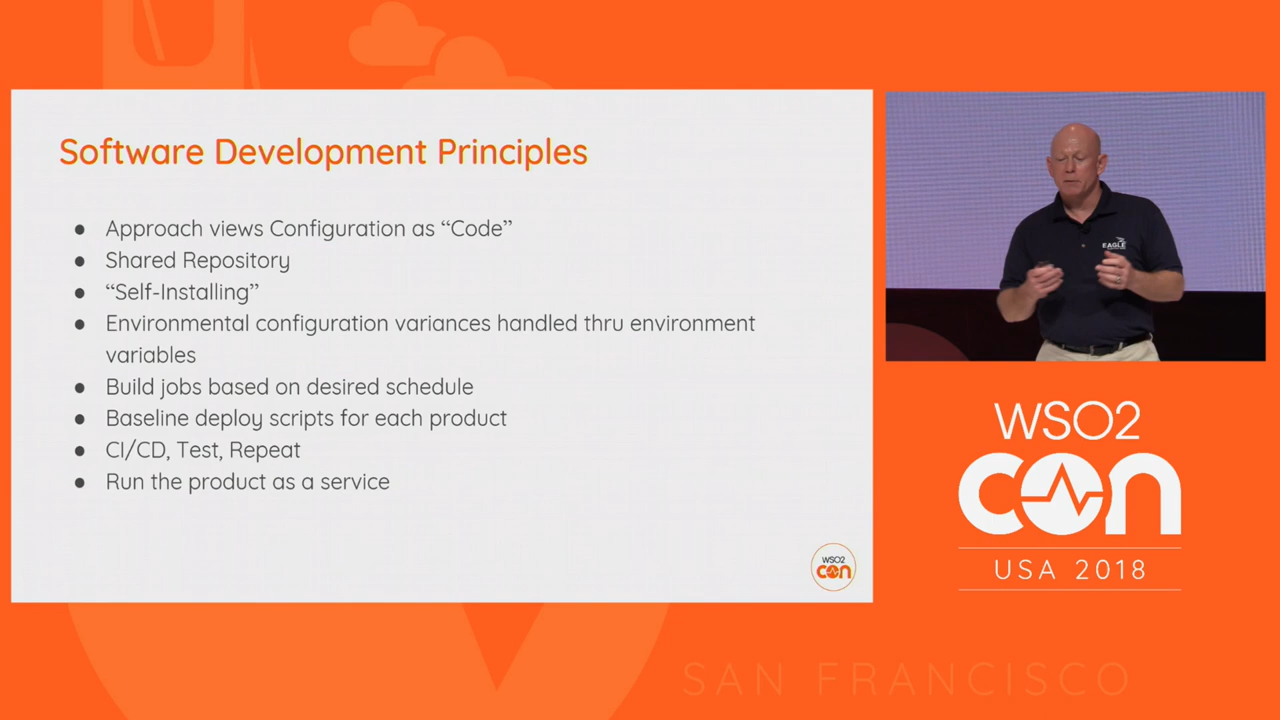 Software Development Principles
● Approach views Configuration as “Code”
● Shared Repository
● “Self-Installing”
● Environmental configuration variances handled thru environment
variables
● Build jobs based on desired schedule
● Baseline deploy scripts for each product
● CI/CD, Test, Repeat
● Run the product as a service
WSO2
con
EAGLE
WSO2
con
USA 2018
SAN FRANCISCO